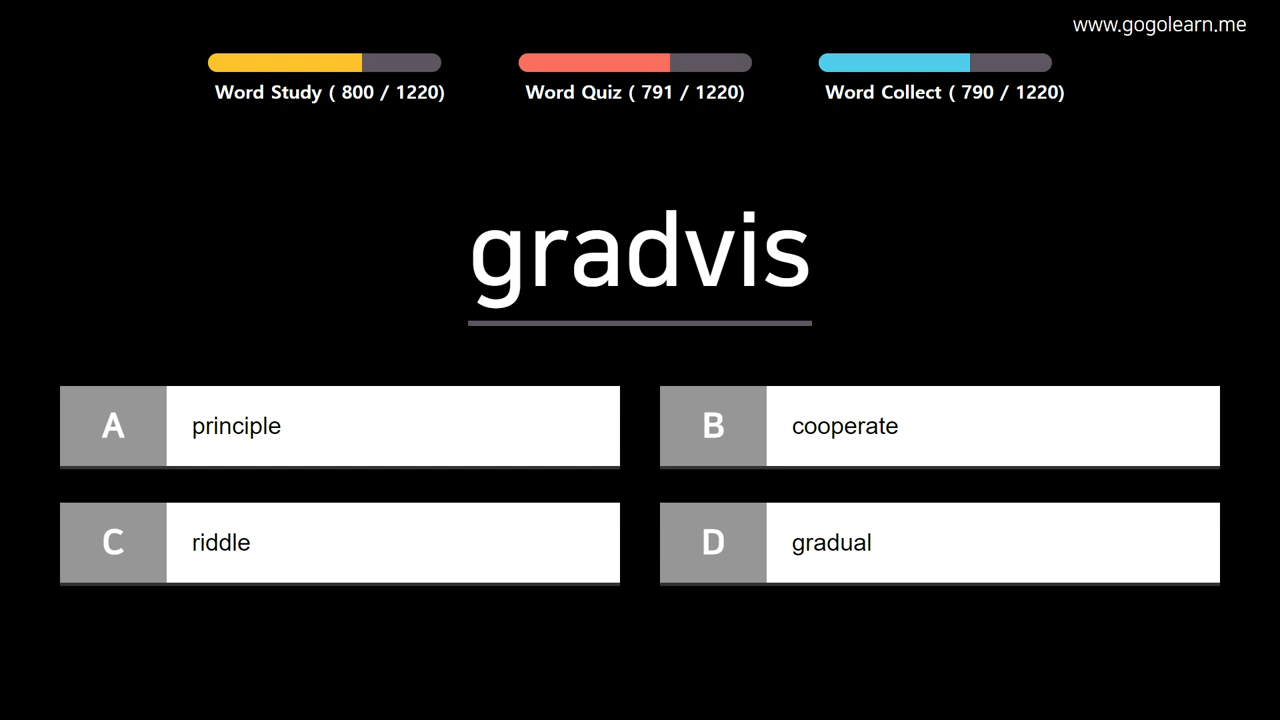 www.gogolearn.me
Word Study ( 800 / 1220)
Word Quiz ( 791 / 1220)
Word Collect ( 790 / 1220)
gradvis
A principle
B cooperate
C riddle
D gradual